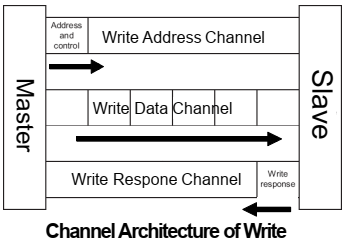 Address
and
control
Write Address Channel
Master
Slave
Write Data Channel
Write Respone Channel
Write
response
Channel Architecture of Write